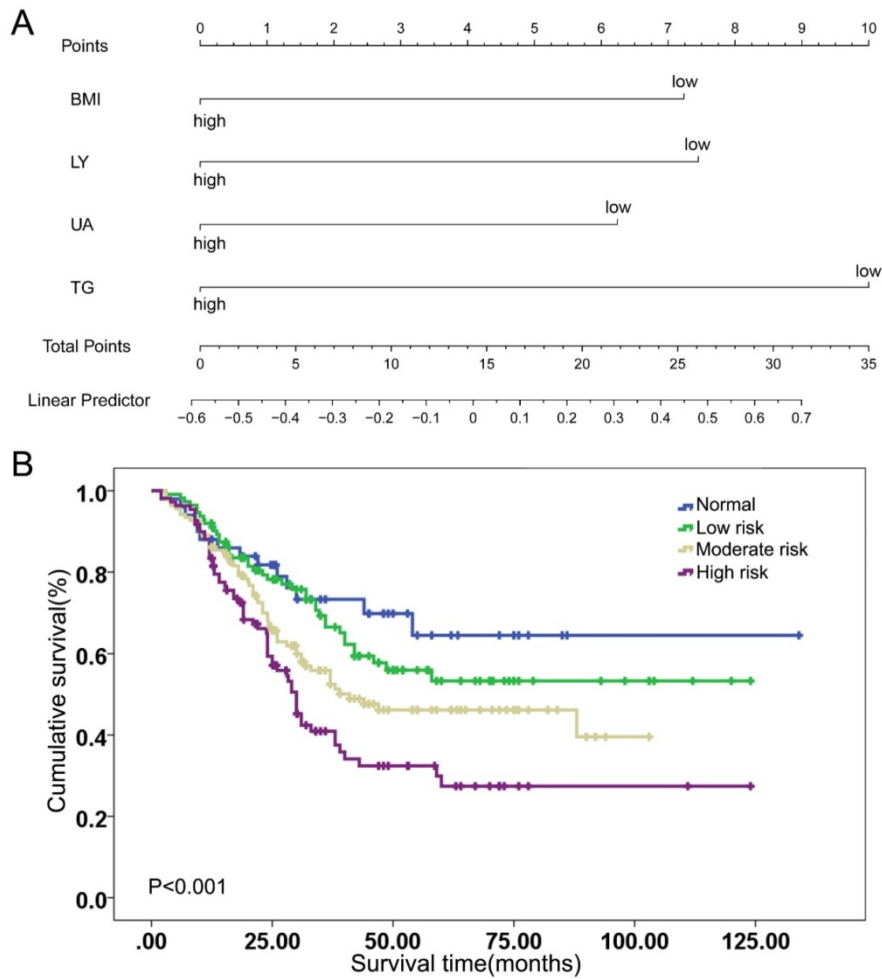 A
Points 0 1 2 3 4 5 6 7 8 9 10
low
BMI
high
low
LY
high
low
UA
high
low
TG
high
Total Points
0 5 10 15 20 25 30 35
Linear Predictor
−0.6 −0.5 −0.4 −0.3 −0.2 −0.1 0 0.1 0.2 0.3 0.4 0.5 0.6 0.7
B
Normal
Low risk
Moderate risk
High risk
Cumulative survival(%)
1.0
0.8
0.6
0.4
0.2
0.0
P<0.001
.00 25.00 50.00 75.00 100.00 125.00
Survival time(months)